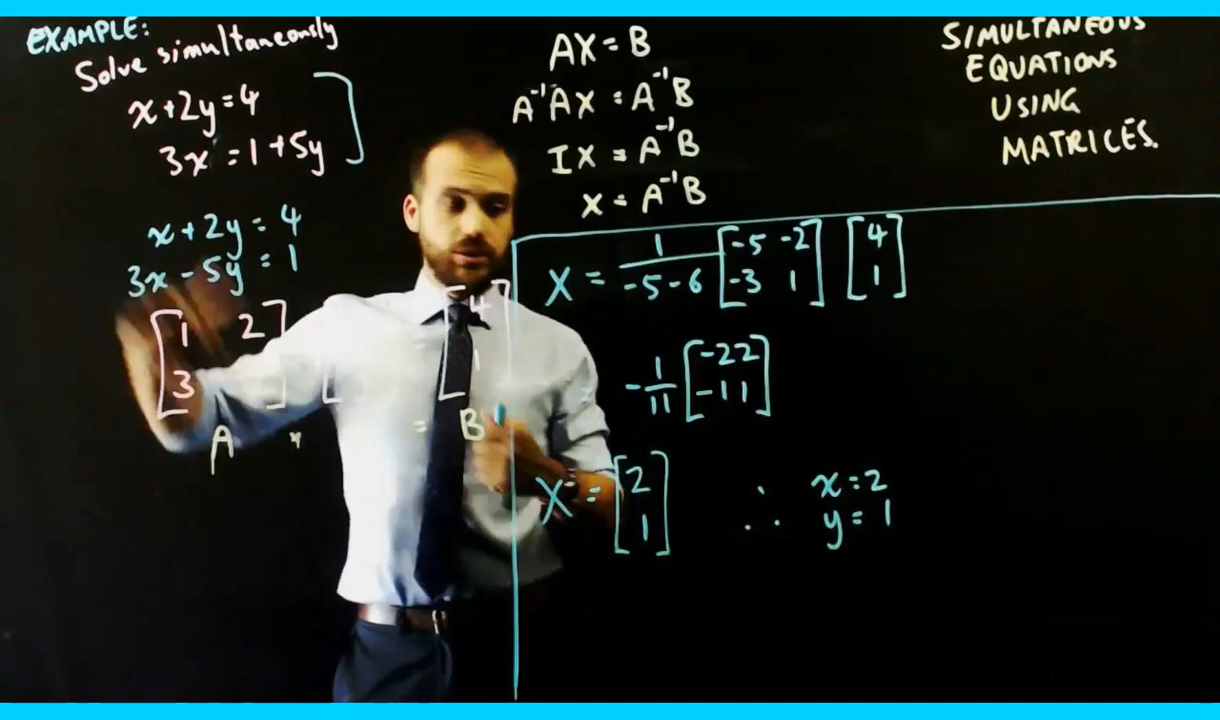 EXAMPLE:
Solve simultaneously
x+2y=4
3x=1+5y
x+2y=4
3x-5y=1
[1 2
3 ] [ = [4
1]
A × = B
AX=B
A⁻¹AX=A⁻¹B
IX=A⁻¹B
X=A⁻¹B
SIMULTANEOUS
EQUATIONS
USING
MATRICES.
X = 1/(-5-6) [-5 -2
-3 1] [4
1]
= -1/11 [-22
-11]
X = [2
1] ∴ x=2
y=1